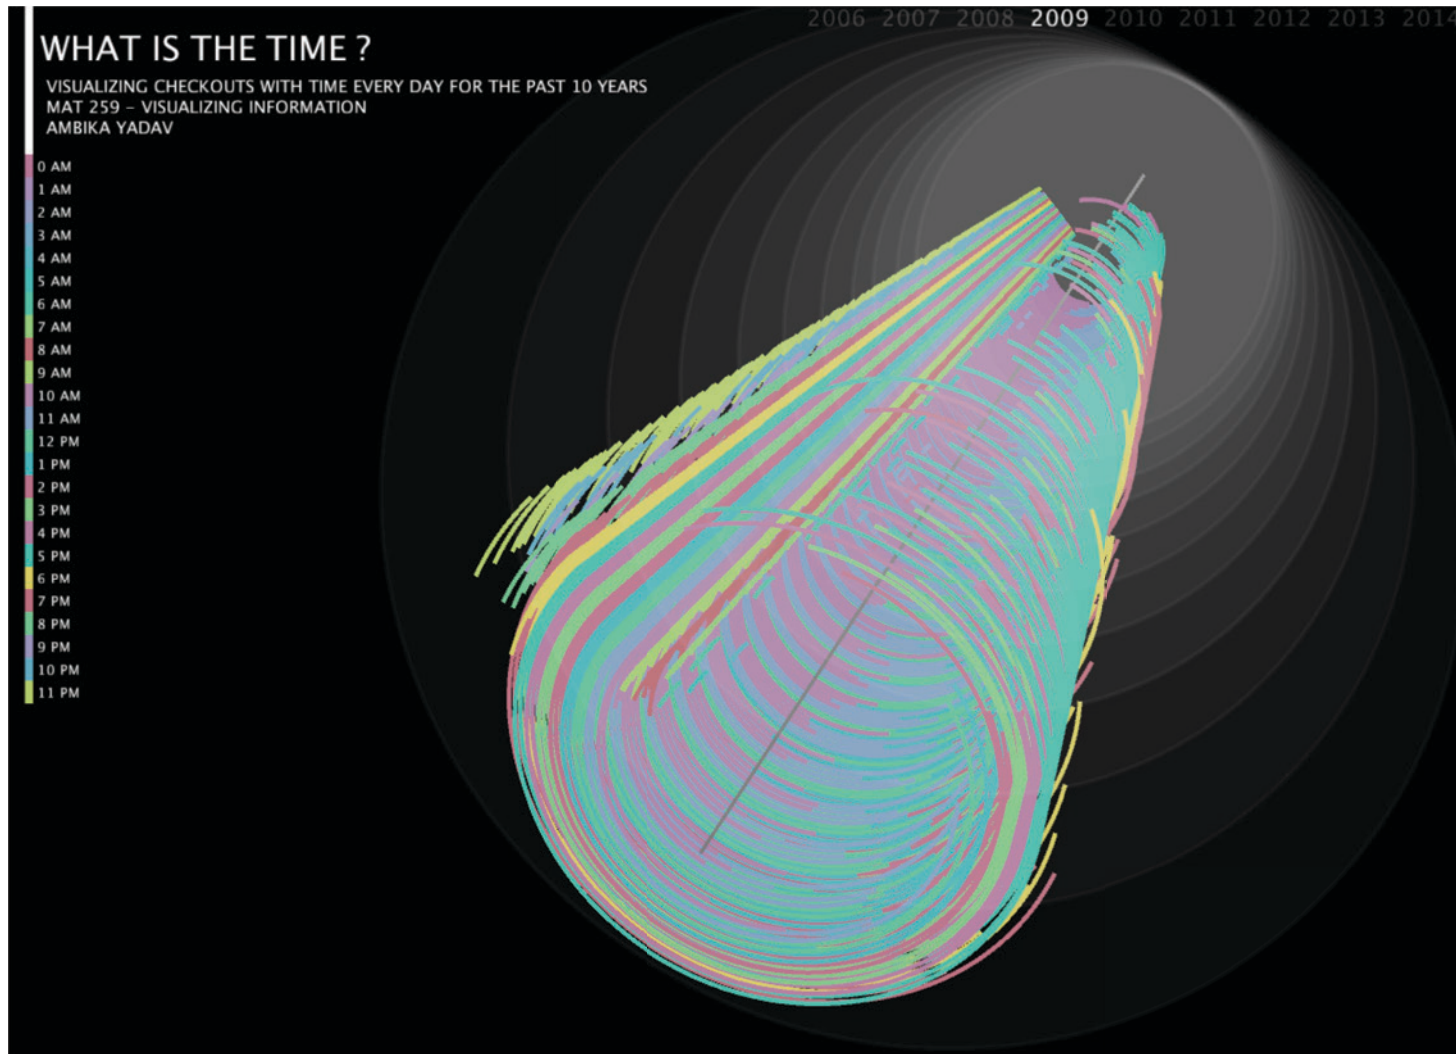 2006 2007 2008 2009 2010 2011 2012 2013 2014
WHAT IS THE TIME ?
VISUALIZING CHECKOUTS WITH TIME EVERY DAY FOR THE PAST 10 YEARS
MAT 259 – VISUALIZING INFORMATION
AMBIKA YADAV
0 AM
1 AM
2 AM
3 AM
4 AM
5 AM
6 AM
7 AM
8 AM
9 AM
10 AM
11 AM
12 PM
1 PM
2 PM
3 PM
4 PM
5 PM
6 PM
7 PM
8 PM
9 PM
10 PM
11 PM